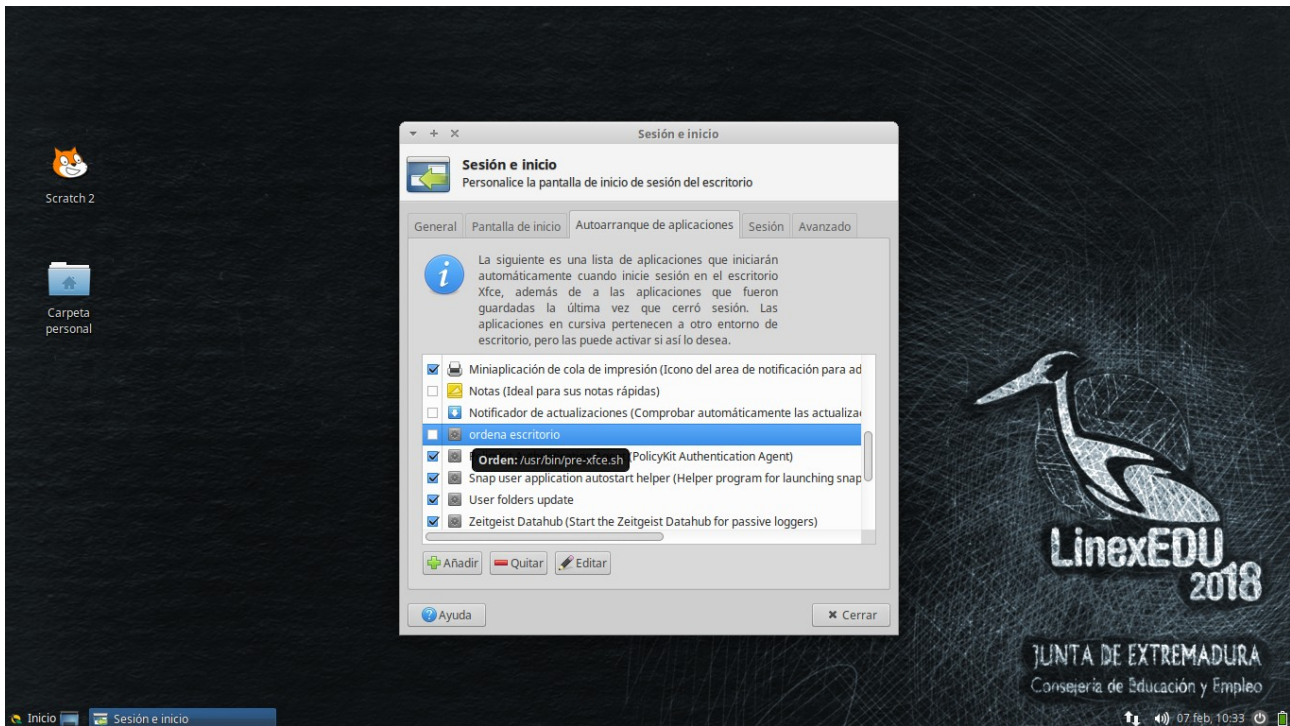 Scratch 2
Carpeta
personal
Sesión e inicio
Sesión e inicio
Personalice la pantalla de inicio de sesión del escritorio
General
Pantalla de inicio
Autoarranque de aplicaciones
Sesión
Avanzado
La siguiente es una lista de aplicaciones que iniciarán
automáticamente cuando inicie sesión en el escritorio
Xfce, además de a las aplicaciones que fueron
guardadas la última vez que cerró sesión. Las
aplicaciones en cursiva pertenecen a otro entorno de
escritorio, pero las puede activar si así lo desea.
Miniaplicación de cola de impresión (Icono del area de notificación para ad
Notas (Ideal para sus notas rápidas)
Notificador de actualizaciones (Comprobar automáticamente las actualiza
ordena escritorio
(PolicyKit Authentication Agent)
Orden: /usr/bin/pre-xfce.sh
Snap user application autostart helper (Helper program for launching snap
User folders update
Zeitgeist Datahub (Start the Zeitgeist Datahub for passive loggers)
Añadir
Quitar
Editar
Ayuda
Cerrar
LinexEDU
2018
JUNTA DE EXTREMADURA
Consejería de Educación y Empleo
Inicio
Sesión e inicio
07 feb, 10:33